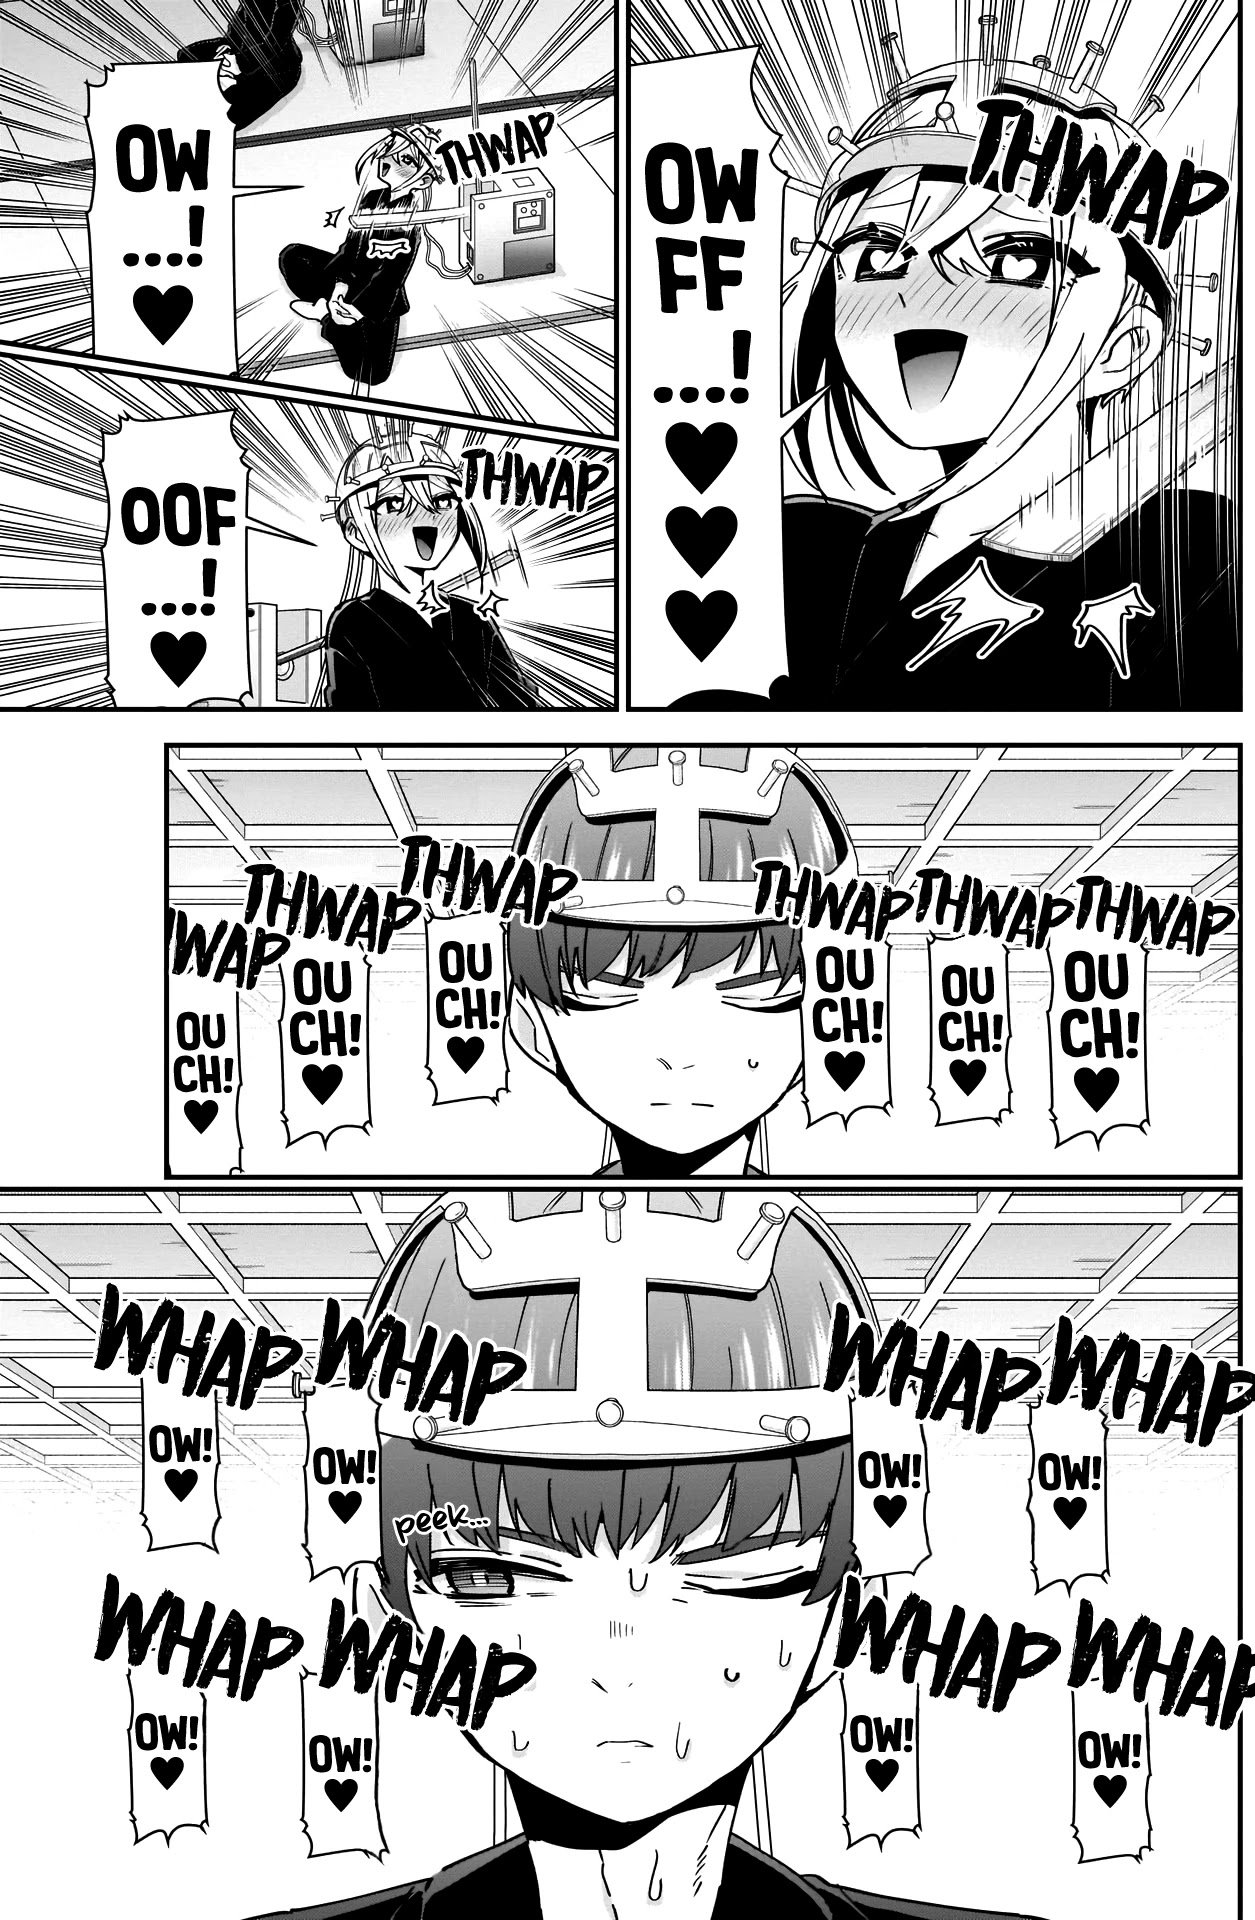 THWAP
OW
FF
....!
♥
♥
♥
THWAP
OW
....!
♥
THWAP
OOF
....!
♥
THWAP
OU
CH!
♥
THWAP
OU
CH!
♥
THWAP
OU
CH!
♥
THWAP
OU
CH!
♥
THWAP
OU
CH!
♥
WAP
OU
CH!
♥
WHAP
OW!
♥
WHAP
OW!
♥
WHAP
OW!
♥
WHAP
OW!
♥
peek...
WHAP
OW!
♥
WHAP
OW!
♥
WHAP
OW!
♥
WHAP
OW!
♥